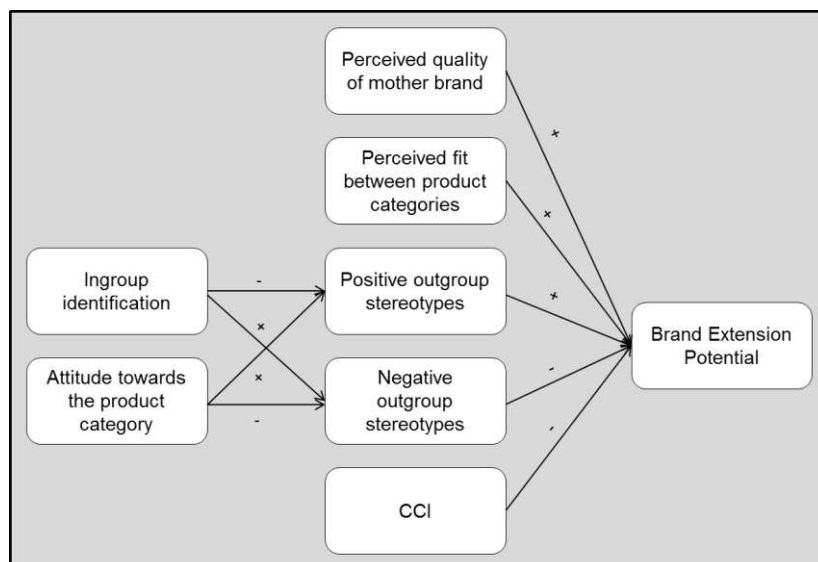 Perceived quality
of mother brand
+
Perceived fit
between product
categories
+
Ingroup
identification
-
Positive outgroup
stereotypes
+
+
Brand Extension
Potential
Attitude towards
the product
category
+
-
Negative
outgroup
stereotypes
-
-
CCI